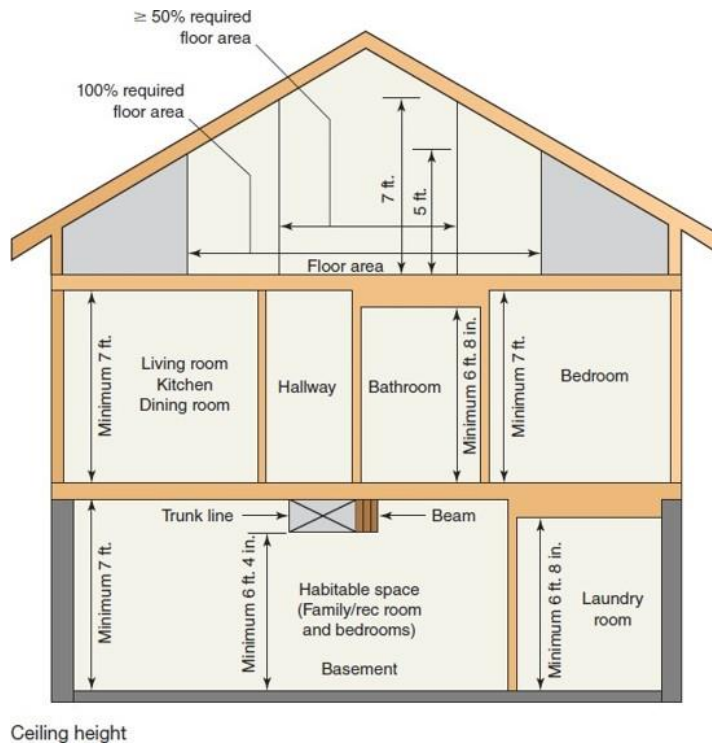 ≥ 50% required
floor area
100% required
floor area
7 ft.
5 ft.
Floor area
Minimum 7 ft.
Living room
Kitchen
Dining room
Hallway
Bathroom
Minimum 6 ft. 8 in.
Minimum 7 ft.
Bedroom
Trunk line
Beam
Minimum 7 ft.
Minimum 6 ft. 4 in.
Habitable space
(Family/rec room
and bedrooms)
Basement
Minimum 6 ft. 8 in.
Laundry
room
Ceiling height